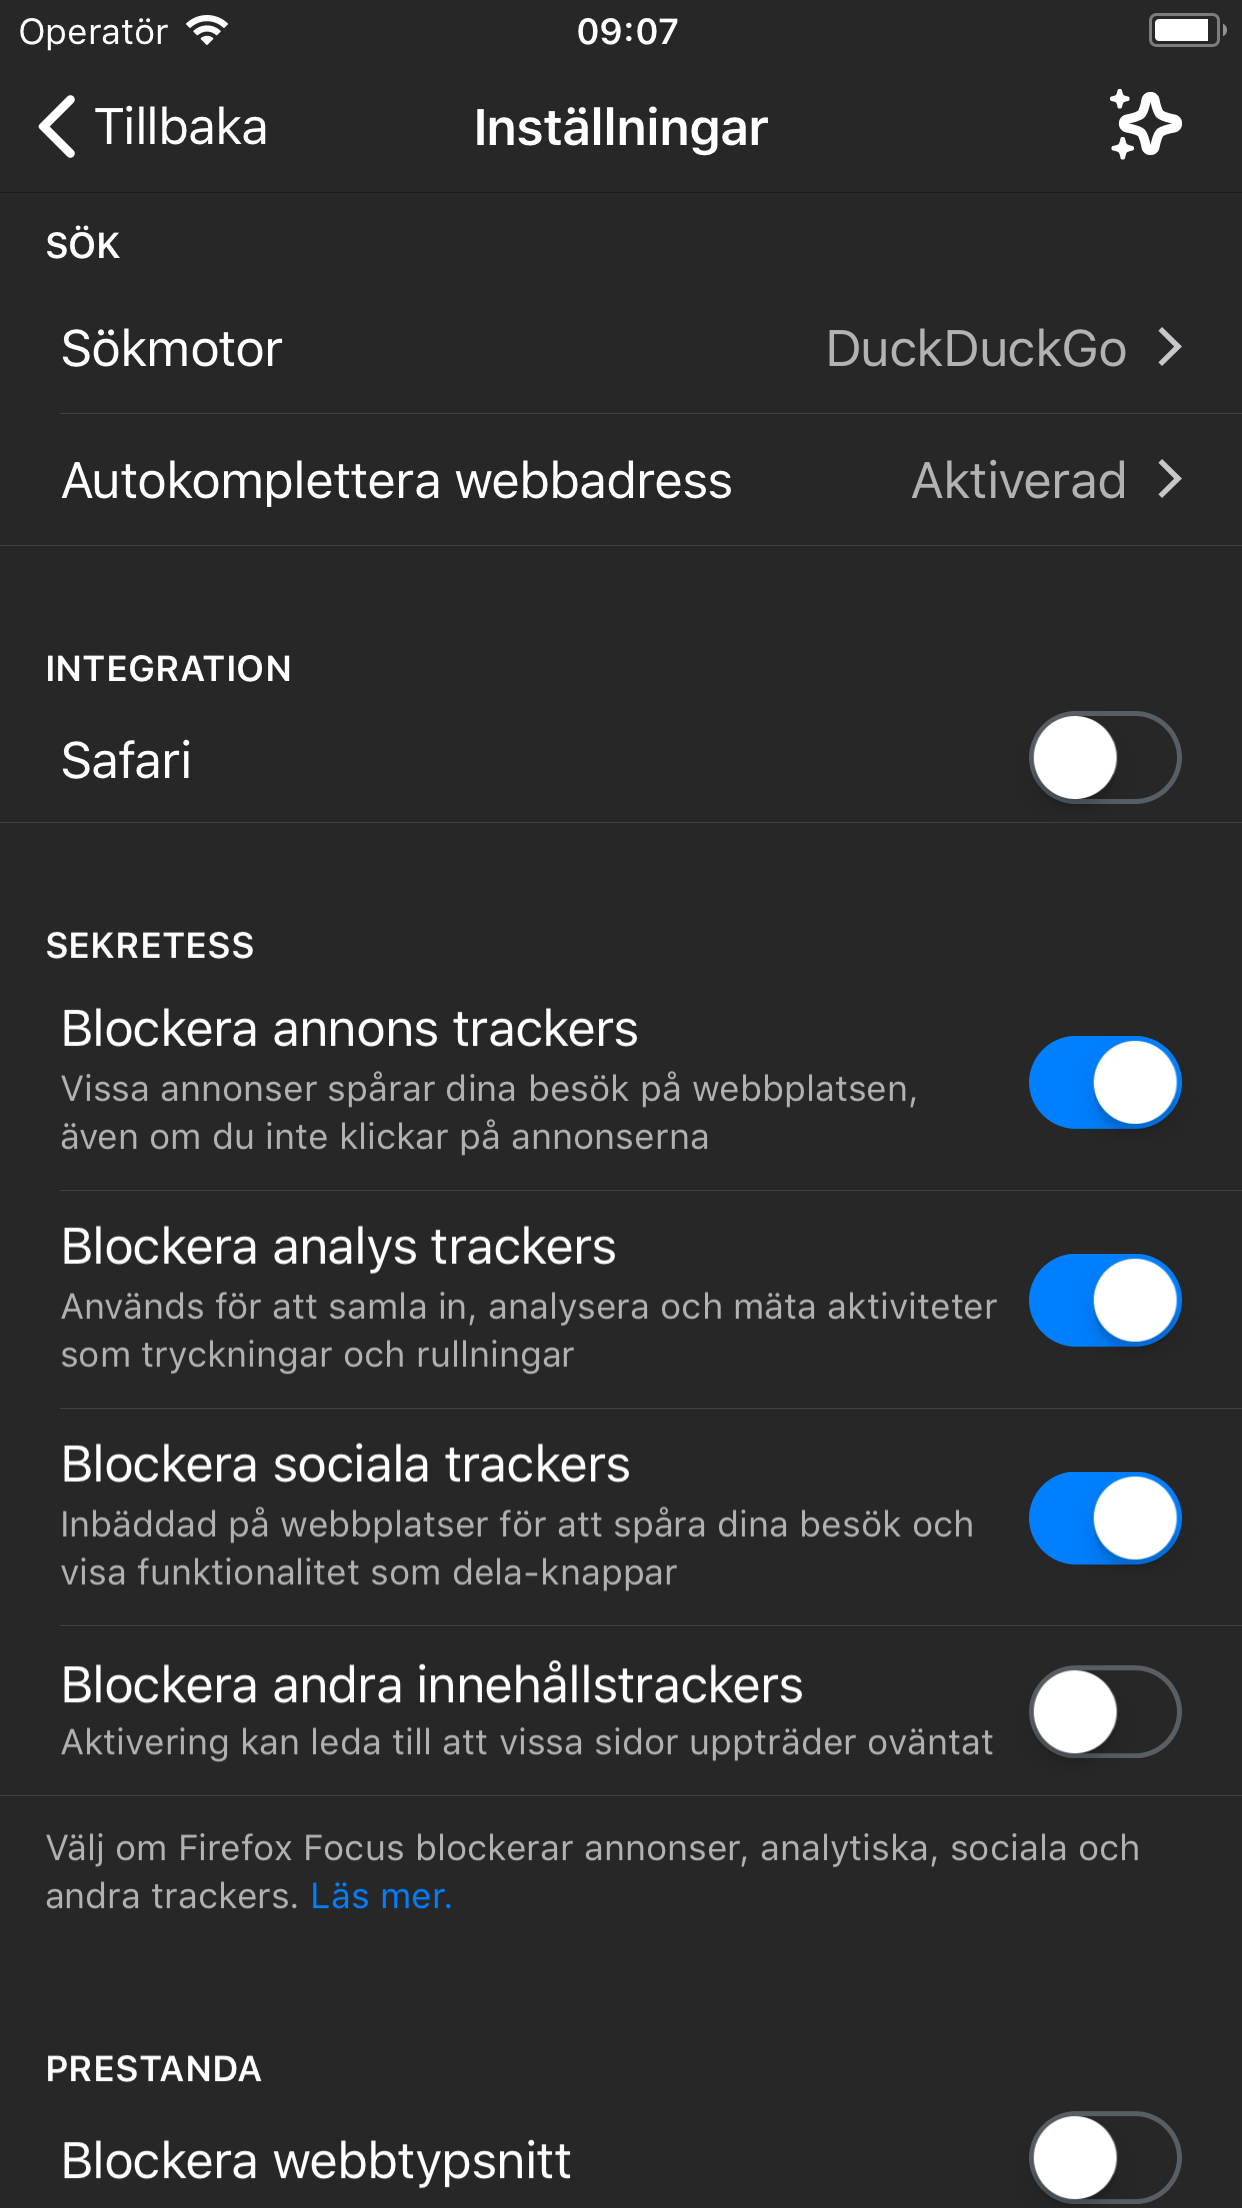 Operatör
09:07
Tillbaka
Inställningar
SÖK
Sökmotor
DuckDuckGo
Autokomplettera webbadress
Aktiverad
INTEGRATION
Safari
SEKRETESS
Blockera annons trackers
Vissa annonser spårar dina besök på webbplatsen,
även om du inte klickar på annonserna
Blockera analys trackers
Används för att samla in, analysera och mäta aktiviteter
som tryckningar och rullningar
Blockera sociala trackers
Inbäddad på webbplatser för att spåra dina besök och
visa funktionalitet som dela-knappar
Blockera andra innehållstrackers
Aktivering kan leda till att vissa sidor uppträder oväntat
Välj om Firefox Focus blockerar annonser, analytiska, sociala och
andra trackers. Läs mer.
PRESTANDA
Blockera webbtypsnitt